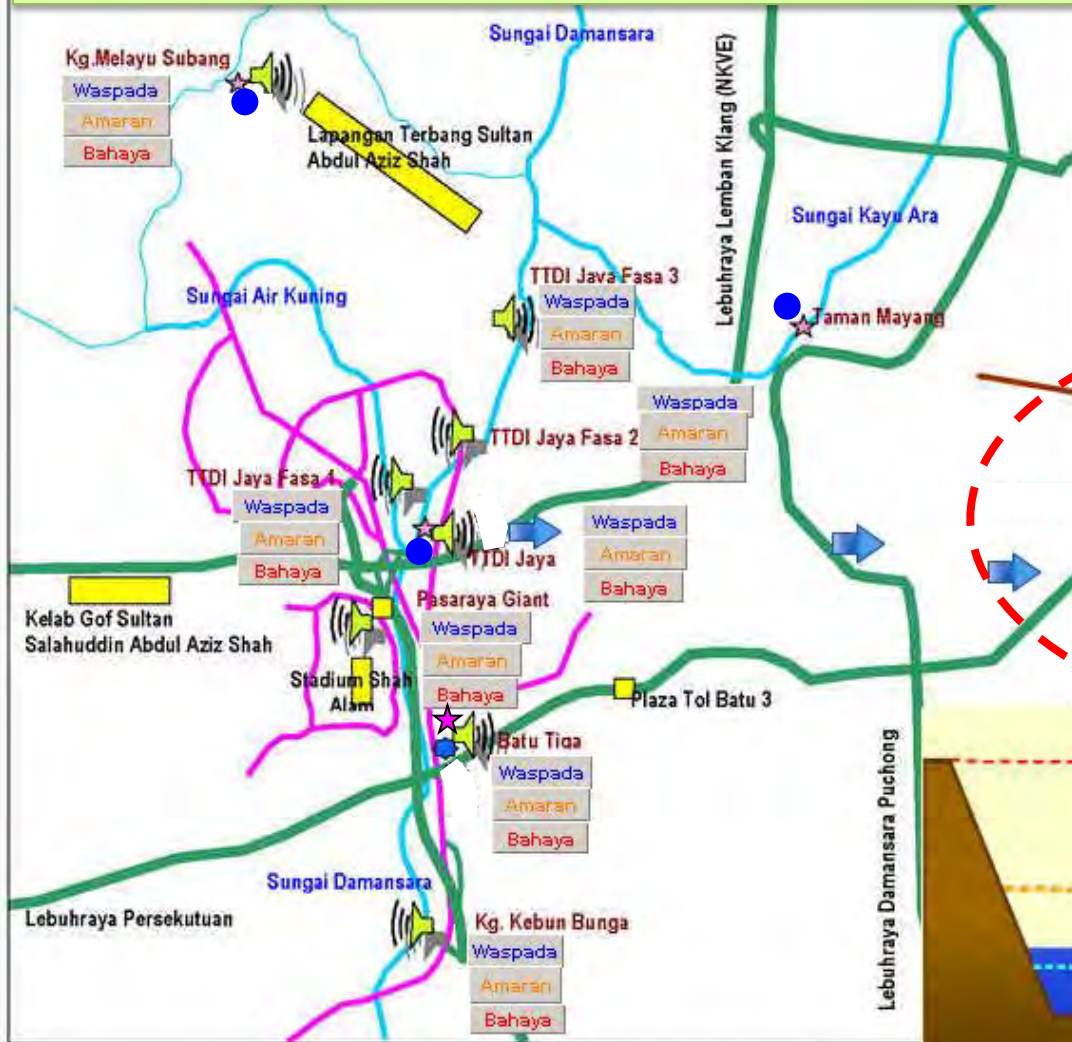 Sungai Damansara
Kg.Melayu Subang
Waspada
Amaran
Bahaya
Lapangan Terbang Sultan
Abdul Aziz Shah
Lebuhraya Lemban Klang (NKVE)
Sungai Kayu Ara
TTDI Jaya Fasa 3
Waspada
Amaran
Bahaya
Sungai Air Kuning
Taman Mayang
TTDI Jaya Fasa 2
Waspada
Amaran
Bahaya
TTDI Jaya Fasa 4
Waspada
Amaran
Bahaya
TTDI Jaya
Waspada
Amaran
Bahaya
Kelab Gof Sultan
Salahuddin Abdul Aziz Shah
Pasaraya Giant
Waspada
Amaran
Bahaya
Stadium Shah
Alam
Plaza Tol Batu 3
Batu Tiga
Waspada
Amaran
Bahaya
Sungai Damansara
Lebuhraya Persekutuan
Lebuhraya Damansara Puchong
Kg. Kebun Bunga
Waspada
Amaran
Bahaya